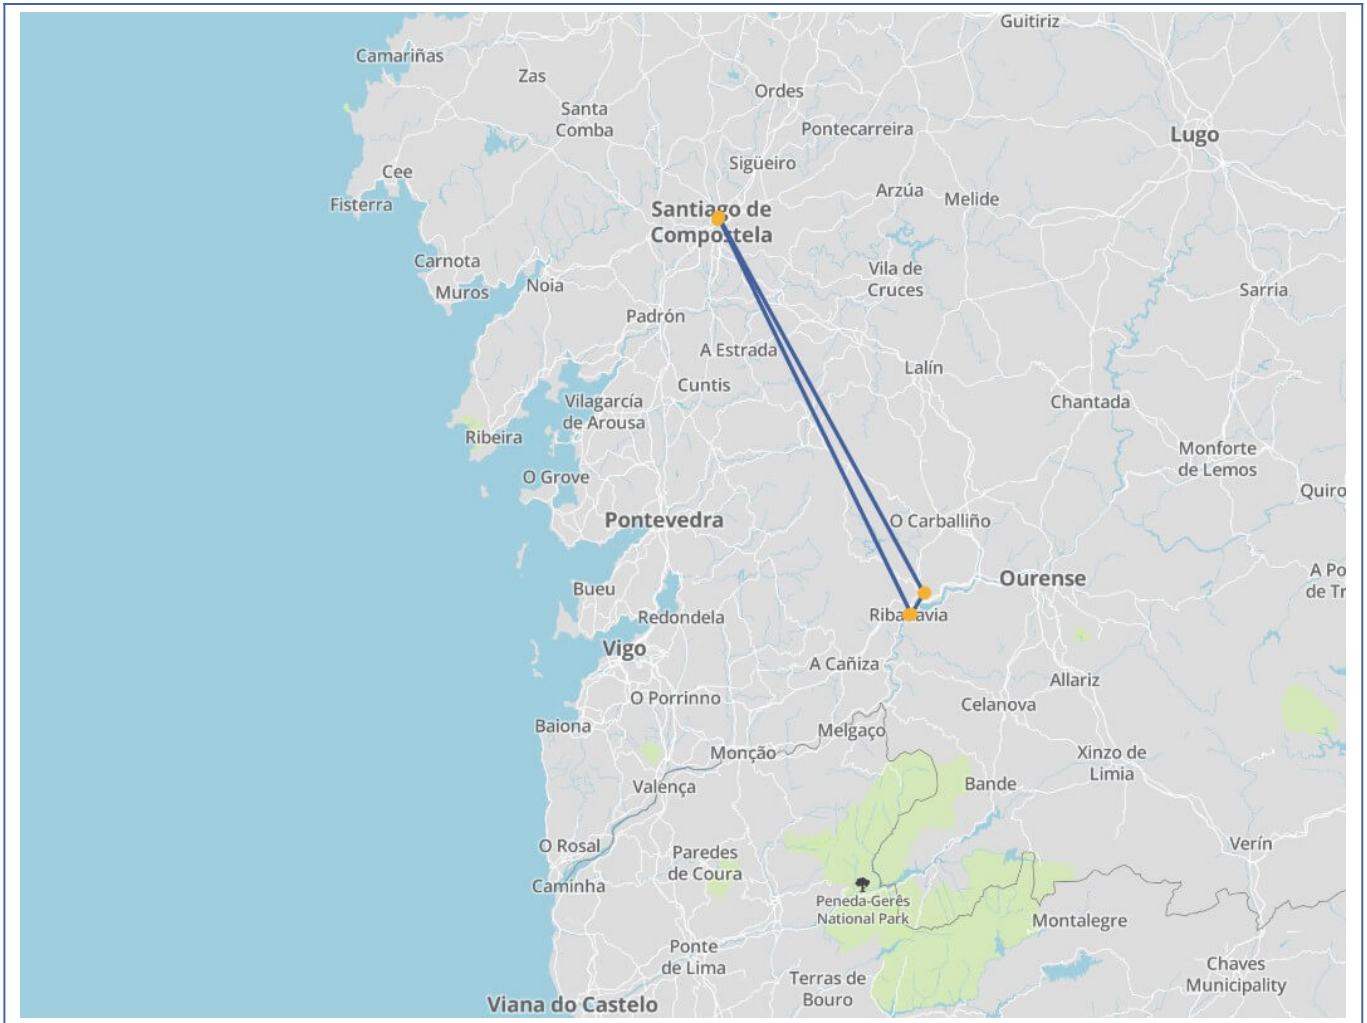 Guitiriz
Camariñas
Zas
Ordes
Santa
Comba
Pontecarreira
Lugo
Sigüeiro
Cee
Arzúa
Melide
Fisterra
Santiago de
Compostela
Carnota
Vila de
Cruces
Muros
Noia
Sarria
Padrón
A Estrada
Lalín
Cuntis
Vilagarcía
de Arousa
Chantada
Ribeira
Monforte
de Lemos
O Grove
Quiro
Pontevedra
O Carballiño
A Po
de Tr
Ourense
Bueu
Redondela
Ribadavia
Vigo
A Cañiza
Allariz
O Porrinno
Celanova
Baiona
Melgaço
Monção
Xinzo de
Limia
Valença
Bande
O Rosal
Verín
Paredes
de Coura
Caminha
Peneda-Gerês
National Park
Montalegre
Ponte
de Lima
Chaves
Municipality
Terras de
Bouro
Viana do Castelo